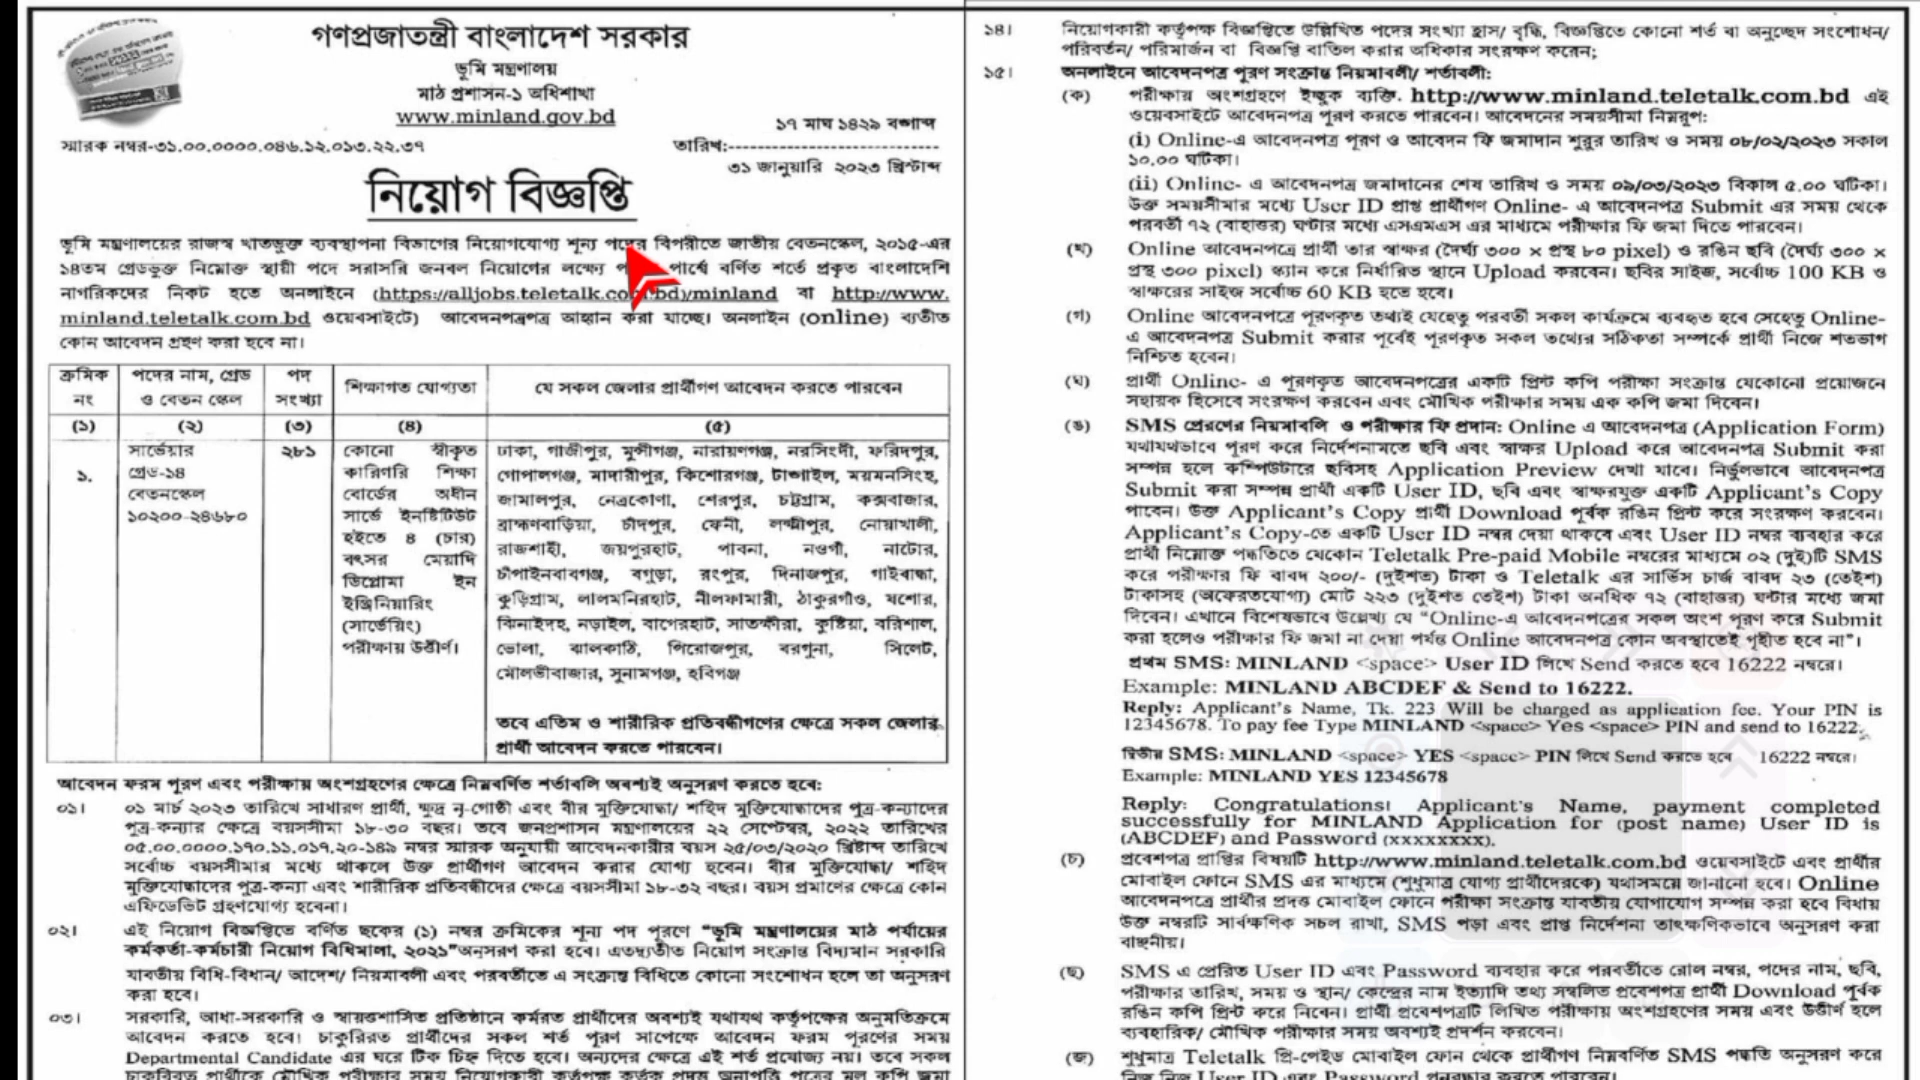 গণপ্রজাতন্ত্রী বাংলাদেশ সরকার
ভূমি মন্ত্রণালয়
মাঠ প্রশাসন-১ অধিশাখা
www.minland.gov.bd
১৭ মাঘ ১৪২৯ বঙ্গাব্দ
স্মারক নম্বর-৩১.০০.০০০০.০৪৬.১২.০১৩.২২.৩৭
তারিখ:----------------------------
৩১ জানুয়ারি ২০২৩ খ্রিস্টাব্দ
নিয়োগ বিজ্ঞপ্তি
ভূমি মন্ত্রণালয়ের রাজস্ব খাতভুক্ত ব্যবস্থাপনা বিভাগের নিয়োগযোগ্য শূন্য পদের বিপরীতে জাতীয় বেতনস্কেল, ২০১৫-এর
১৪তম গ্রেডভুক্ত নিম্নোক্ত স্থায়ী পদে সরাসরি জনবল নিয়োগের লক্ষ্যে পার্শ্বে বর্ণিত শর্তে প্রকৃত বাংলাদেশি
নাগরিকদের নিকট হতে অনলাইনে (https://alljobs.teletalk.com.bd)/minland বা http://www.
minland.teletalk.com.bd ওয়েবসাইটে) আবেদনপত্রপত্র আহ্বান করা যাচ্ছে। অনলাইন (online) ব্যতীত
কোন আবেদন গ্রহণ করা হবে না।
ক্রমিক নং
পদের নাম, গ্রেড ও বেতন স্কেল
পদ সংখ্যা
শিক্ষাগত যোগ্যতা
যে সকল জেলার প্রার্থীগণ আবেদন করতে পারবেন
(১) (২) (৩) (৪) (৫)
১.
সার্ভেয়ার
গ্রেড-১৪
বেতনস্কেল
১০২০০-২৪৬৮০
২৮১
কোনো স্বীকৃত
কারিগরি শিক্ষা
বোর্ডের অধীন
সার্ভে ইনষ্টিটিউট
হইতে ৪ (চার)
বৎসর মেয়াদি
ডিপ্লোমা ইন
ইঞ্জিনিয়ারিং
(সার্ভেয়িং)
পরীক্ষায় উত্তীর্ণ।
ঢাকা, গাজীপুর, মুন্সীগঞ্জ, নারায়ণগঞ্জ, নরসিংদী, ফরিদপুর,
গোপালগঞ্জ, মাদারীপুর, কিশোরগঞ্জ, টাঙ্গাইল, ময়মনসিংহ,
জামালপুর, নেত্রকোণা, শেরপুর, চট্টগ্রাম, কক্সবাজার,
ব্রাহ্মণবাড়িয়া, চাঁদপুর, ফেনী, লক্ষ্মীপুর, নোয়াখালী,
রাজশাহী, জয়পুরহাট, পাবনা, নওগাঁ, নাটোর,
চাঁপাইনবাবগঞ্জ, বগুড়া, রংপুর, দিনাজপুর, গাইবান্ধা,
কুড়িগ্রাম, লালমনিরহাট, নীলফামারী, ঠাকুরগাঁও, যশোর,
ঝিনাইদহ, নড়াইল, বাগেরহাট, সাতক্ষীরা, কুষ্টিয়া, বরিশাল,
ভোলা, ঝালকাঠি, পিরোজপুর, বরগুনা, সিলেট,
মৌলভীবাজার, সুনামগঞ্জ, হবিগঞ্জ
তবে এতিম ও শারীরিক প্রতিবন্ধীগণের ক্ষেত্রে সকল জেলার
প্রার্থী আবেদন করতে পারবেন।
আবেদন ফরম পূরণ এবং পরীক্ষায় অংশগ্রহণের ক্ষেত্রে নিম্নবর্ণিত শর্তাবলি অবশ্যই অনুসরণ করতে হবে:
০১। ০১ মার্চ ২০২৩ তারিখে সাধারণ প্রার্থী, ক্ষুদ্র নৃ-গোষ্ঠী এবং বীর মুক্তিযোদ্ধা/ শহিদ মুক্তিযোদ্ধাদের পুত্র-কন্যাদের
পুত্র-কন্যার ক্ষেত্রে বয়সসীমা ১৮-৩০ বছর। তবে জনপ্রশাসন মন্ত্রণালয়ের ২২ সেপ্টেম্বর, ২০২২ তারিখের
০৫.০০.০০০০.১৭০.১১.০১৭.২০-১৪৯ নম্বর স্মারক অনুযায়ী আবেদনকারীর বয়স ২৫/০৩/২০২০ খ্রিষ্টাব্দ তারিখে
সর্বোচ্চ বয়সসীমার মধ্যে থাকলে উক্ত প্রার্থীগণ আবেদন করার যোগ্য হবেন। বীর মুক্তিযোদ্ধা/ শহিদ
মুক্তিযোদ্ধাদের পুত্র-কন্যা এবং শারীরিক প্রতিবন্ধীদের ক্ষেত্রে বয়সসীমা ১৮-৩২ বছর। বয়স প্রমাণের ক্ষেত্রে কোন
এফিডেভিট গ্রহণযোগ্য হবেনা।
০২। এই নিয়োগ বিজ্ঞপ্তিতে বর্ণিত ছকের (১) নম্বর ক্রমিকের শূন্য পদ পূরণে "ভূমি মন্ত্রণালয়ের মাঠ পর্যায়ের
কর্মকর্তা-কর্মচারী নিয়োগ বিধিমালা, ২০২১"অনুসরণ করা হবে। এতদ্ব্যতীত নিয়োগ সংক্রান্ত বিদ্যমান সরকারি
যাবতীয় বিধি-বিধান/ আদেশ/ নিয়মাবলী এবং পরবর্তীতে এ সংক্রান্ত বিধিতে কোনো সংশোধন হলে তা অনুসরণ
করা হবে।
০৩। সরকারি, আধা-সরকারি ও স্বায়ত্তশাসিত প্রতিষ্ঠানে কর্মরত প্রার্থীদের অবশ্যই যথাযথ কর্তৃপক্ষের অনুমতিক্রমে
আবেদন করতে হবে। চাকুরিরত প্রার্থীদের সকল শর্ত পূরণ সাপেক্ষে আবেদন ফরম পূরণের সময়
Departmental Candidate এর ঘরে টিক চিহ্ন দিতে হবে। অন্যদের ক্ষেত্রে এই শর্ত প্রযোজ্য নয়। তবে সকল
চাকুরিরত প্রার্থীকে মৌখিক পরীক্ষার সময় নিয়োগকারী কর্তৃপক্ষ কর্তৃক প্রদত্ত অনাপত্তি পত্রের মূল কপি জমা
১৪। নিয়োগকারী কর্তৃপক্ষ বিজ্ঞপ্তিতে উল্লিখিত পদের সংখ্যা হ্রাস/ বৃদ্ধি, বিজ্ঞপ্তিতে কোনো শর্ত বা অনুচ্ছেদ সংশোধন/
পরিবর্তন/ পরিমার্জন বা বিজ্ঞপ্তি বাতিল করার অধিকার সংরক্ষণ করেন;
১৫। অনলাইনে আবেদনপত্র পূরণ সংক্রান্ত নিয়মাবলী/ শর্তাবলী:
(ক) পরীক্ষায় অংশগ্রহণে ইচ্ছুক ব্যক্তি. http://www.minland.teletalk.com.bd এই
ওয়েবসাইটে আবেদনপত্র পূরণ করতে পারবেন। আবেদনের সময়সীমা নিম্নরূপ:
(i) Online-এ আবেদনপত্র পূরণ ও আবেদন ফি জমাদান শুরুর তারিখ ও সময় ০৮/০২/২০২৩ সকাল
১০.০০ ঘটিকা।
(ii) Online- এ আবেদনপত্র জমাদানের শেষ তারিখ ও সময় ০৯/০৩/২০২৩ বিকাল ৫.০০ ঘটিকা।
উক্ত সময়সীমার মধ্যে User ID প্রাপ্ত প্রার্থীগণ Online- এ আবেদনপত্র Submit এর সময় থেকে
পরবর্তী ৭২ (বাহাত্তর) ঘণ্টার মধ্যে এসএমএস এর মাধ্যমে পরীক্ষার ফি জমা দিতে পারবেন।
(খ) Online আবেদনপত্রে প্রার্থী তার স্বাক্ষর (দৈর্ঘ্য ৩০০ × প্রস্থ ৮০ pixel) ও রঙিন ছবি (দৈর্ঘ্য ৩০০ ×
প্রস্থ ৩০০ pixel) স্ক্যান করে নির্ধারিত স্থানে Upload করবেন। ছবির সাইজ, সর্বোচ্চ 100 KB ও
স্বাক্ষরের সাইজ সর্বোচ্চ 60 KB হতে হবে।
(গ) Online আবেদনপত্রে পূরণকৃত তথ্যই যেহেতু পরবর্তী সকল কার্যক্রমে ব্যবহৃত হবে সেহেতু Online-
এ আবেদনপত্র Submit করার পূর্বেই পূরণকৃত সকল তথ্যের সঠিকতা সম্পর্কে প্রার্থী নিজে শতভাগ
নিশ্চিত হবেন।
(ঘ) প্রার্থী Online- এ পূরণকৃত আবেদনপত্রের একটি প্রিন্ট কপি পরীক্ষা সংক্রান্ত যেকোনো প্রয়োজনে
সহায়ক হিসেবে সংরক্ষণ করবেন এবং মৌখিক পরীক্ষার সময় এক কপি জমা দিবেন।
(ঙ) SMS প্রেরণের নিয়মাবলি ও পরীক্ষার ফি প্রদান: Online এ আবেদনপত্র (Application Form)
যথাযথভাবে পূরণ করে নির্দেশনামতে ছবি এবং স্বাক্ষর Upload করে আবেদনপত্র Submit করা
সম্পন্ন হলে কম্পিউটারে ছবিসহ Application Preview দেখা যাবে। নির্ভুলভাবে আবেদনপত্র
Submit করা সম্পন্ন প্রার্থী একটি User ID, ছবি এবং স্বাক্ষরযুক্ত একটি Applicant's Copy
পাবেন। উক্ত Applicant's Copy প্রার্থী Download পূর্বক রঙিন প্রিন্ট করে সংরক্ষণ করবেন।
Applicant's Copy-তে একটি User ID নম্বর দেয়া থাকবে এবং User ID নম্বর ব্যবহার করে
প্রার্থী নিম্নোক্ত পদ্ধতিতে যেকোন Teletalk Pre-paid Mobile নম্বরের মাধ্যমে ০২ (দুই)টি SMS
করে পরীক্ষার ফি বাবদ ২০০/- (দুইশত) টাকা ও Teletalk এর সার্ভিস চার্জ বাবদ ২৩ (তেইশ)
টাকাসহ (অফেরতযোগ্য) মোট ২২৩ (দুইশত তেইশ) টাকা অনধিক ৭২ (বাহাত্তর) ঘণ্টার মধ্যে জমা
দিবেন। এখানে বিশেষভাবে উল্লেখ্য যে "Online-এ আবেদনপত্রের সকল অংশ পূরণ করে Submit
করা হলেও পরীক্ষার ফি জমা না দেয়া পর্যন্ত Online আবেদনপত্র কোন অবস্থাতেই গৃহীত হবে না"।
প্রথম SMS: MINLAND <space> User ID লিখে Send করতে হবে 16222 নম্বরে।
Example: MINLAND ABCDEF & Send to 16222.
Reply: Applicant's Name, Tk. 223 Will be charged as application fee. Your PIN is
12345678. To pay fee Type MINLAND <space> Yes <space> PIN and send to 16222.
দ্বিতীয় SMS: MINLAND <space> YES <space> PIN লিখে Send করতে হবে 16222 নম্বরে।
Example: MINLAND YES 12345678
Reply: Congratulations! Applicant's Name, payment completed
successfully for MINLAND Application for (post name) User ID is
(ABCDEF) and Password (xxxxxxxx).
(চ) প্রবেশপত্র প্রাপ্তির বিষয়টি http://www.minland.teletalk.com.bd ওয়েবসাইটে এবং প্রার্থীর
মোবাইল ফোনে SMS এর মাধ্যমে (শুধুমাত্র যোগ্য প্রার্থীদেরকে) যথাসময়ে জানানো হবে। Online
আবেদনপত্রে প্রার্থীর প্রদত্ত মোবাইল ফোনে পরীক্ষা সংক্রান্ত যাবতীয় যোগাযোগ সম্পন্ন করা হবে বিধায়
উক্ত নম্বরটি সার্বক্ষণিক সচল রাখা, SMS পড়া এবং প্রাপ্ত নির্দেশনা তাৎক্ষণিকভাবে অনুসরণ করা
বাঞ্ছনীয়।
(ছ) SMS এ প্রেরিত User ID এবং Password ব্যবহার করে পরবর্তীতে রোল নম্বর, পদের নাম, ছবি,
পরীক্ষার তারিখ, সময় ও স্থান/ কেন্দ্রের নাম ইত্যাদি তথ্য সম্বলিত প্রবেশপত্র প্রার্থী Download পূর্বক
রঙিন কপি প্রিন্ট করে নিবেন। প্রার্থী প্রবেশপত্রটি লিখিত পরীক্ষায় অংশগ্রহণের সময় এবং উত্তীর্ণ হলে
ব্যবহারিক/ মৌখিক পরীক্ষার সময় অবশ্যই প্রদর্শন করবেন।
(জ) শুধুমাত্র Teletalk প্রি-পেইড মোবাইল ফোন থেকে প্রার্থীগণ নিম্নবর্ণিত SMS পদ্ধতি অনুসরণ করে
নিজ নিজ User ID এবং Password পুনরুদ্ধার করতে পারবেন।